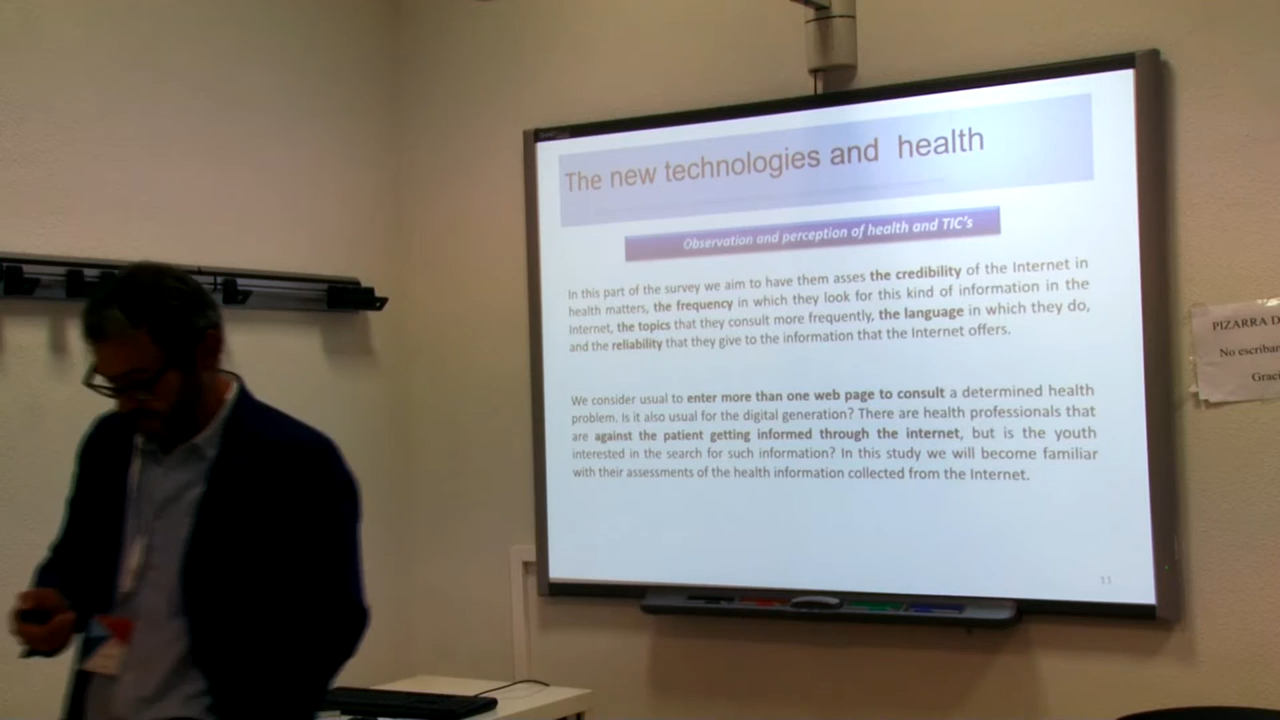 The new technologies and health
Observation and perception of health and TIC's
In this part of the survey we aim to have them asses the credibility of the Internet in
health matters, the frequency in which they look for this kind of information in the
Internet, the topics that they consult more frequently, the language in which they do,
and the reliability that they give to the information that the Internet offers.
We consider usual to enter more than one web page to consult a determined health
problem. Is it also usual for the digital generation? There are health professionals that
are against the patient getting informed through the internet, but is the youth
interested in the search for such information? In this study we will become familiar
with their assessments of the health information collected from the Internet.
PIZARRA D
No escriban
Graci